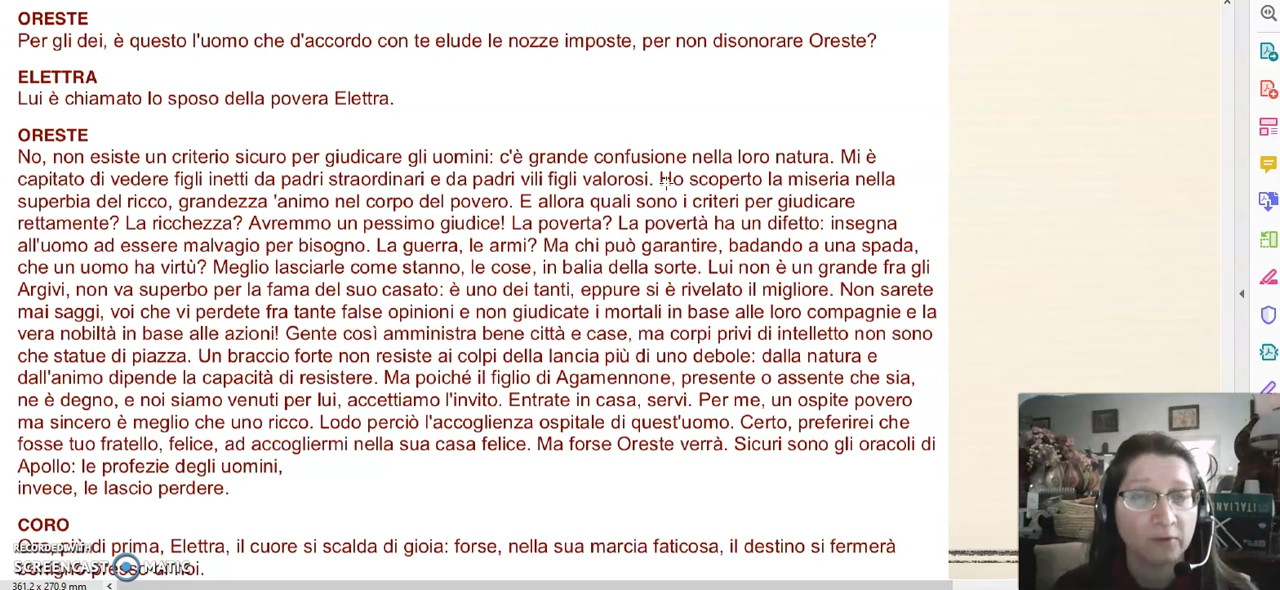 ORESTE
Per gli dei, è questo l'uomo che d'accordo con te elude le nozze imposte, per non disonorare Oreste?
ELETTRA
Lui è chiamato lo sposo della povera Elettra.
ORESTE
No, non esiste un criterio sicuro per giudicare gli uomini: c'è grande confusione nella loro natura. Mi è
capitato di vedere figli inetti da padri straordinari e da padri vili figli valorosi. Ho scoperto la miseria nella
superbia del ricco, grandezza 'animo nel corpo del povero. E allora quali sono i criteri per giudicare
rettamente? La ricchezza? Avremmo un pessimo giudice! La poverta? La povertà ha un difetto: insegna
all'uomo ad essere malvagio per bisogno. La guerra, le armi? Ma chi può garantire, badando a una spada,
che un uomo ha virtù? Meglio lasciarle come stanno, le cose, in balia della sorte. Lui non è un grande fra gli
Argivi, non va superbo per la fama del suo casato: è uno dei tanti, eppure si è rivelato il migliore. Non sarete
mai saggi, voi che vi perdete fra tante false opinioni e non giudicate i mortali in base alle loro compagnie e la
vera nobiltà in base alle azioni! Gente così amministra bene città e case, ma corpi privi di intelletto non sono
che statue di piazza. Un braccio forte non resiste ai colpi della lancia più di uno debole: dalla natura e
dall'animo dipende la capacità di resistere. Ma poiché il figlio di Agamennone, presente o assente che sia,
ne è degno, e noi siamo venuti per lui, accettiamo l'invito. Entrate in casa, servi. Per me, un ospite povero
ma sincero è meglio che uno ricco. Lodo perciò l'accoglienza ospitale di quest'uomo. Certo, preferirei che
fosse tuo fratello, felice, ad accogliermi nella sua casa felice. Ma forse Oreste verrà. Sicuri sono gli oracoli di
Apollo: le profezie degli uomini,
invece, le lascio perdere.
CORO
più di prima, Elettra, il cuore si scalda di gioia: forse, nella sua marcia faticosa, il destino si fermerà
RECORDED WITH
SCREENCAST MATIC
361,2 x 270,9 mm
ITALIAN